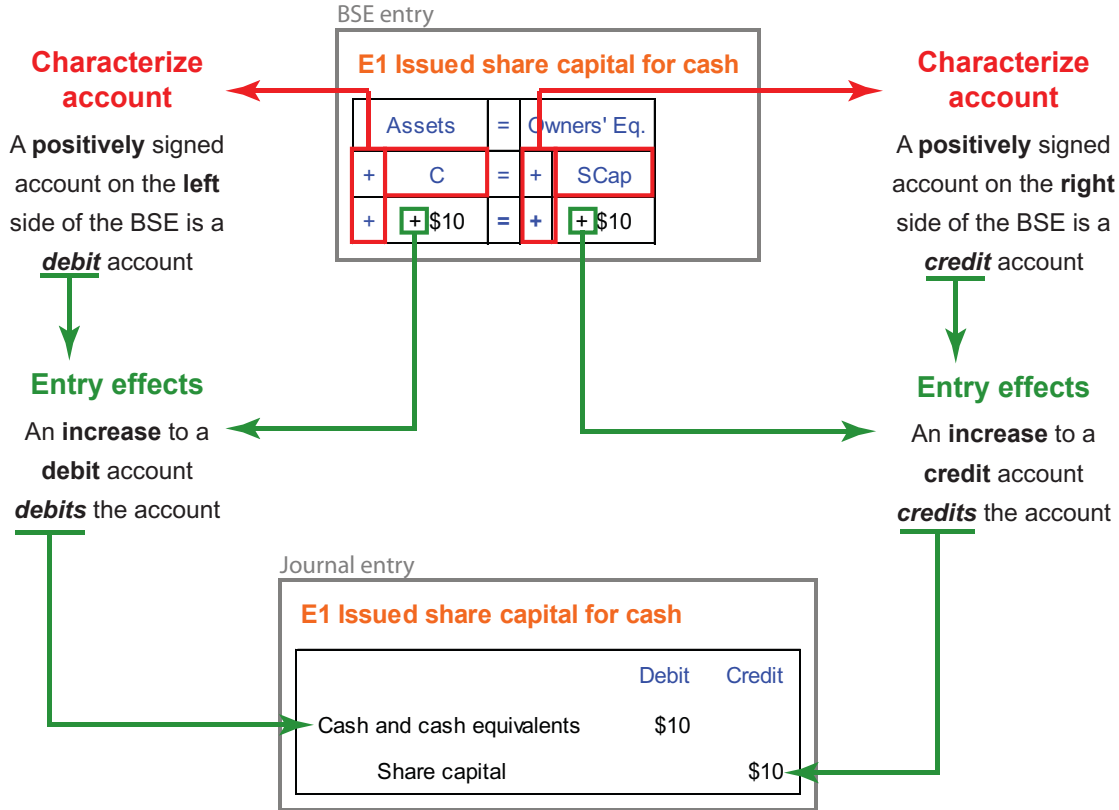 BSE entry
E1 Issued share capital for cash
Assets = Owners' Eq.
+ C = + SCap
+ +$10 = + +$10
Characterize
account
A positively signed
account on the left
side of the BSE is a
debit account
Entry effects
An increase to a
debit account
debits the account
Characterize
account
A positively signed
account on the right
side of the BSE is a
credit account
Entry effects
An increase to a
credit account
credits the account
Journal entry
E1 Issued share capital for cash
Debit Credit
Cash and cash equivalents $10
Share capital $10